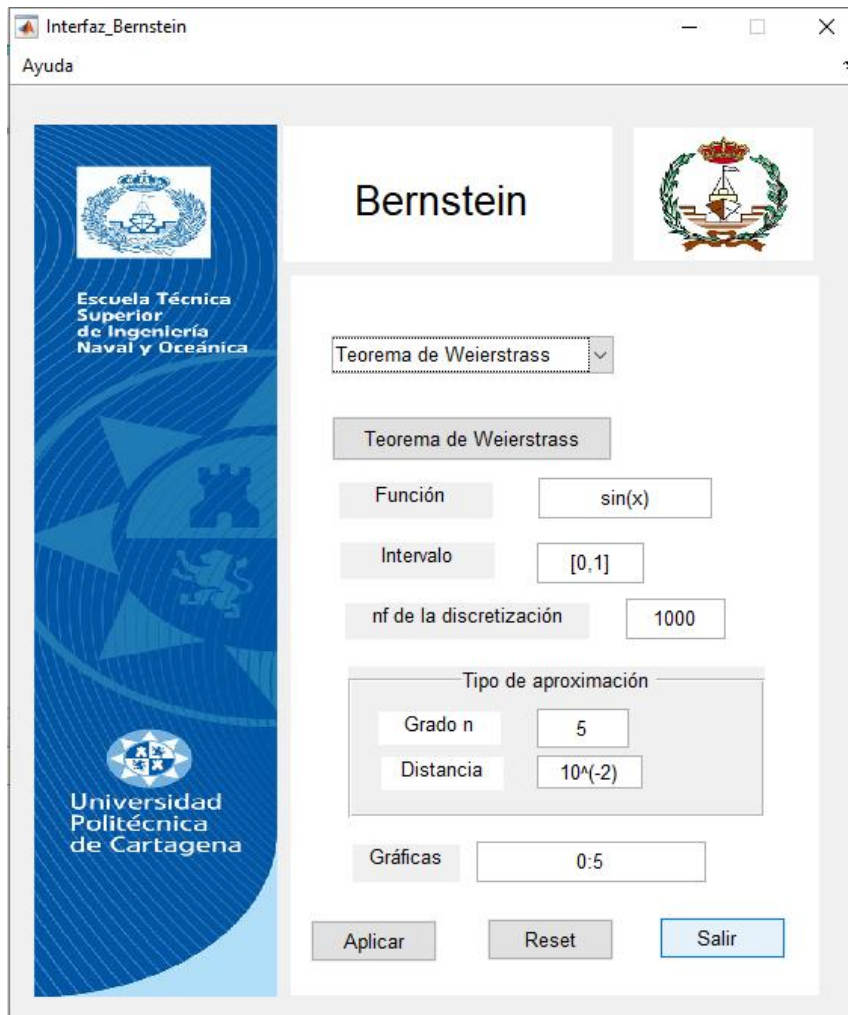 Interfaz_Bernstein
Ayuda
Bernstein
Escuela Técnica
Superior
de Ingeniería
Naval y Oceánica
Teorema de Weierstrass
Teorema de Weierstrass
Función
sin(x)
Intervalo
[0,1]
nf de la discretización
1000
Tipo de aproximación
Grado n
5
Distancia
10^(-2)
Universidad
Politécnica
de Cartagena
Gráficas
0:5
Aplicar
Reset
Salir